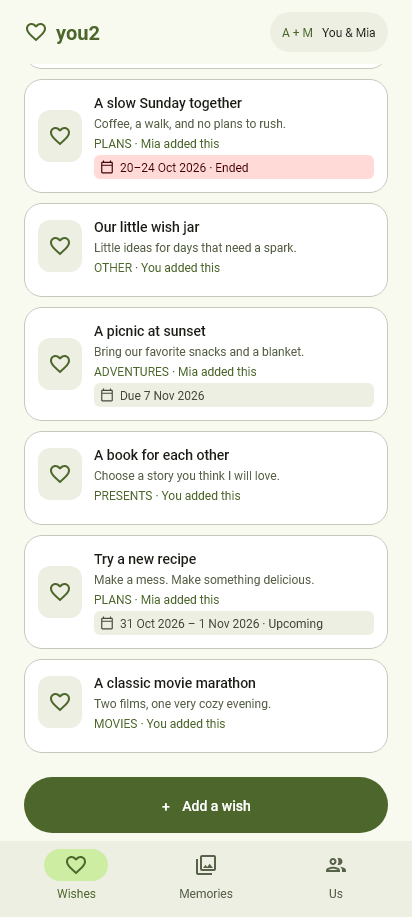 you2
A + M You & Mia
A slow Sunday together
Coffee, a walk, and no plans to rush.
PLANS · Mia added this
20–24 Oct 2026 · Ended
Our little wish jar
Little ideas for days that need a spark.
OTHER · You added this
A picnic at sunset
Bring our favorite snacks and a blanket.
ADVENTURES · Mia added this
Due 7 Nov 2026
A book for each other
Choose a story you think I will love.
PRESENTS · You added this
Try a new recipe
Make a mess. Make something delicious.
PLANS · Mia added this
31 Oct 2026 – 1 Nov 2026 · Upcoming
A classic movie marathon
Two films, one very cozy evening.
MOVIES · You added this
+ Add a wish
Wishes Memories Us